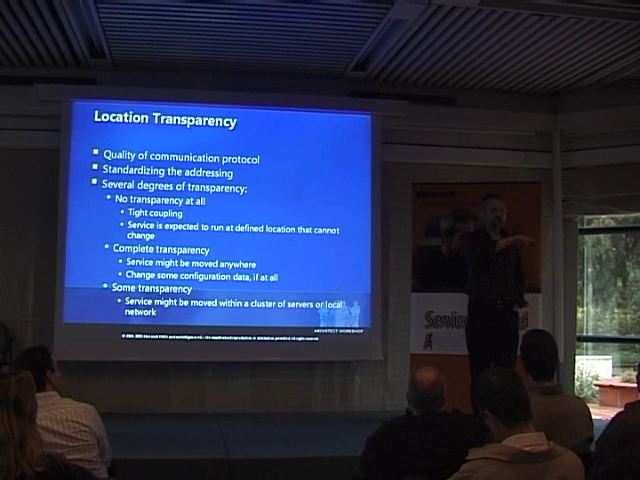 Location Transparency
Quality of communication protocol
Standardizing the addressing
Several degrees of transparency:
No transparency at all
Tight coupling
Service is expected to run at defined location that cannot
change
Complete transparency
Service might be moved anywhere
Change some configuration data, if at all
Some transparency
Service might be moved within a cluster of servers or local
network
ARCHITECT WORKSHOP